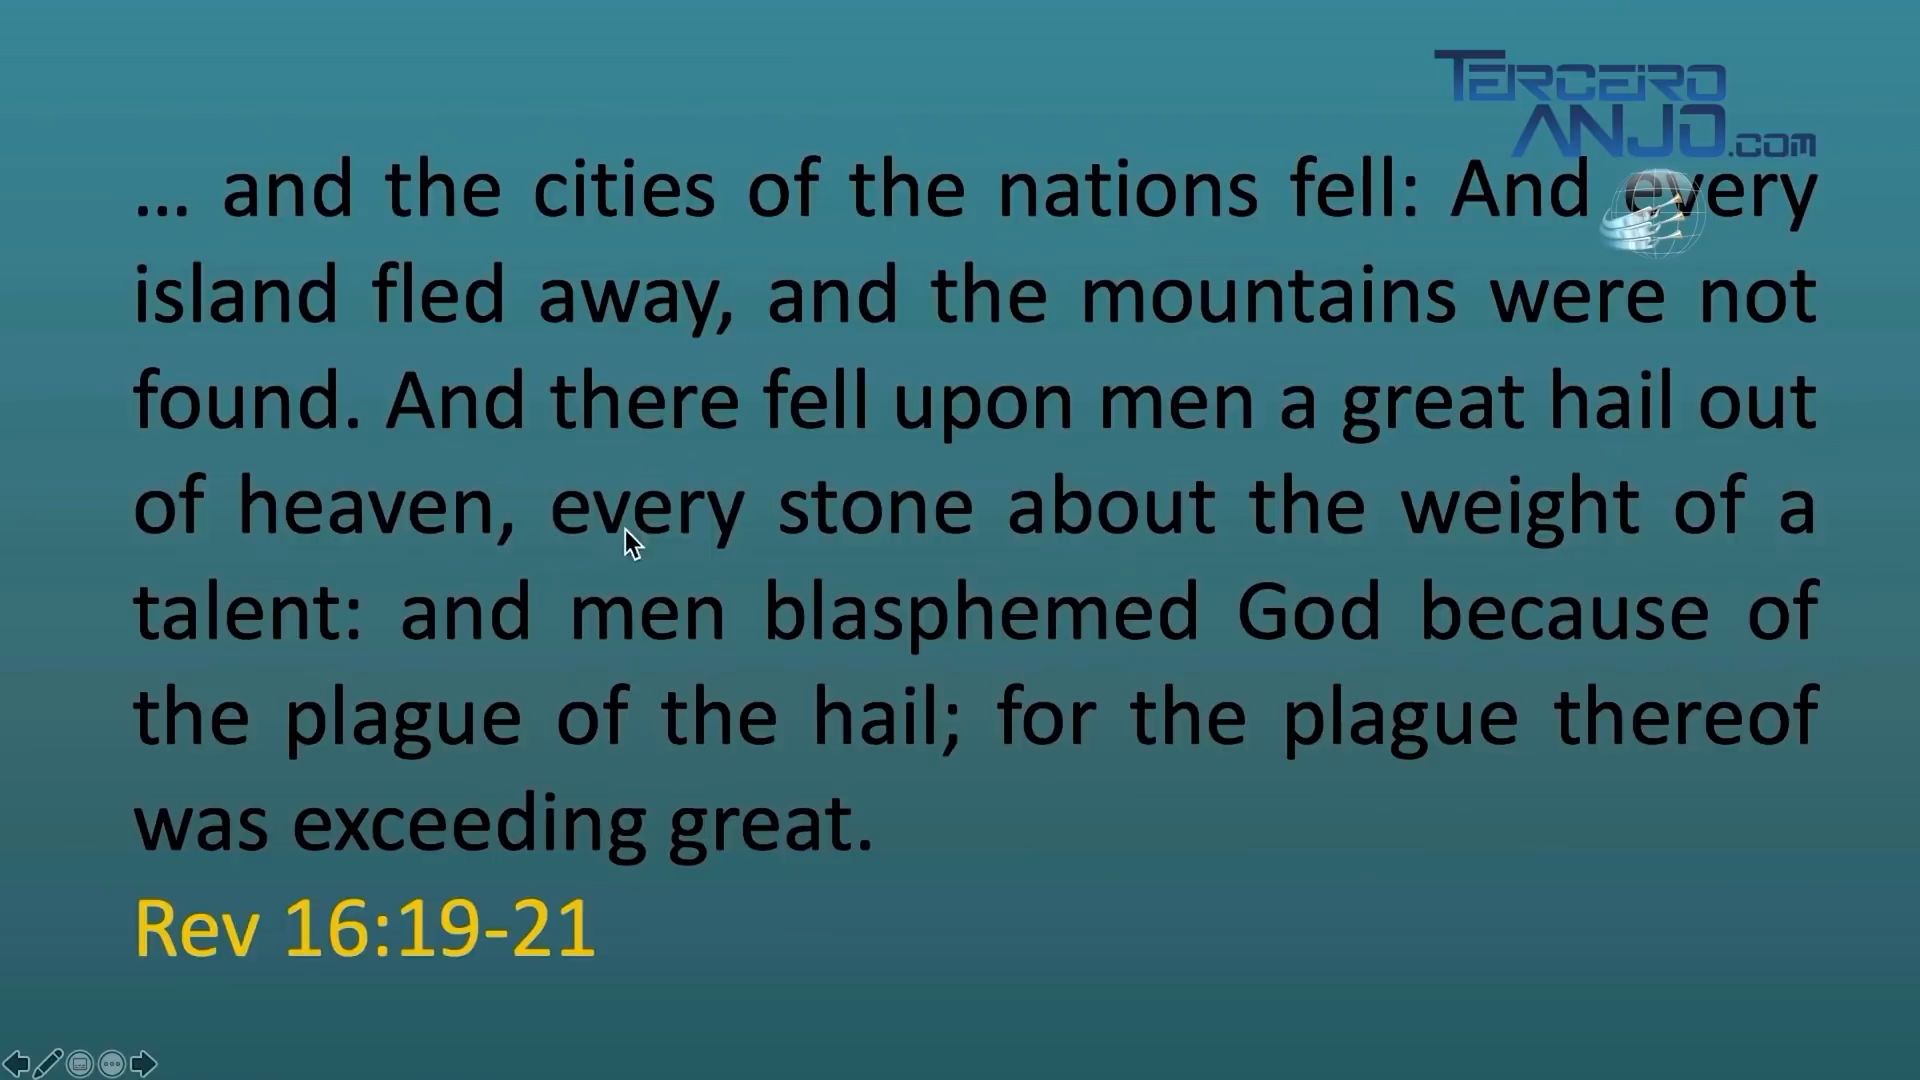 TERCEIRO
ANJO.com
... and the cities of the nations fell: And every
island fled away, and the mountains were not
found. And there fell upon men a great hail out
of heaven, every stone about the weight of a
talent: and men blasphemed God because of
the plague of the hail; for the plague thereof
was exceeding great.
Rev 16:19-21